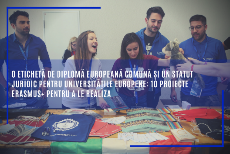 O ETICHETĂ DE DIPLOMĂ EUROPEANĂ COMUNĂ ȘI UN STATUT
JURIDIC PENTRU UNIVERSITĂȚILE EUROPENE: 10 PROIECTE
ERASMUS+ PENTRU A LE REALIZA